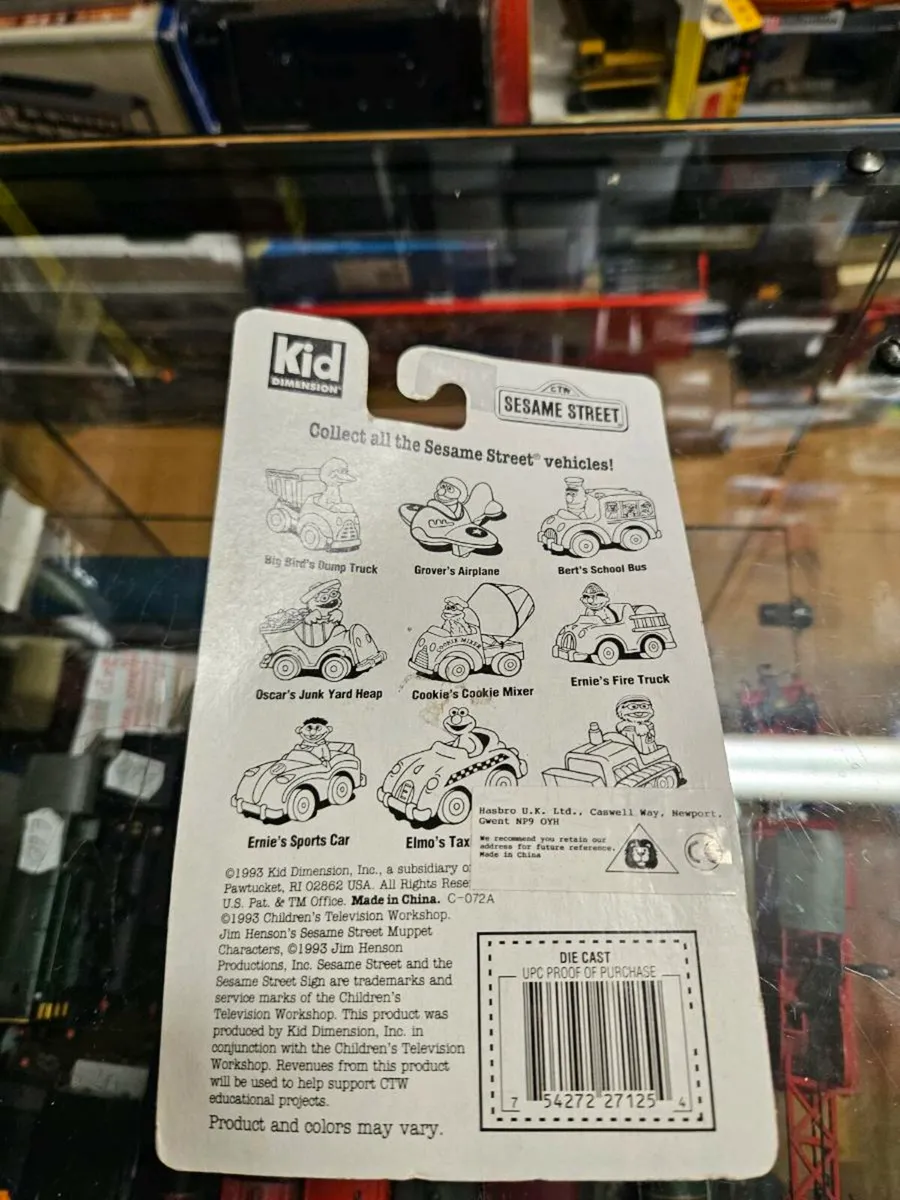 Kid
DIMENSION
CTW
SESAME STREET
Collect all the Sesame Street® vehicles!
Big Bird's Dump Truck
Grover's Airplane
Bert's School Bus
COOKIE MIXER
Oscar's Junk Yard Heap
Cookie's Cookie Mixer
Ernie's Fire Truck
Ernie's Sports Car
Elmo's Tax
Hasbro U.K. Ltd., Caswell Way, Newport,
Gwent NP9 OYH
We recommend you retain our
address for future reference.
Made in China
CE
©1993 Kid Dimension, Inc., a subsidiary o
Pawtucket, RI 02862 USA. All Rights Rese
U.S. Pat. & TM Office. Made in China. C-072A
©1993 Children's Television Workshop.
Jim Henson's Sesame Street Muppet
Characters, ©1993 Jim Henson
Productions, Inc. Sesame Street and the
Sesame Street Sign are trademarks and
service marks of the Children's
Television Workshop. This product was
produced by Kid Dimension, Inc. in
conjunction with the Children's Television
Workshop. Revenues from this product
will be used to help support CTW
educational projects.
Product and colors may vary.
DIE CAST
UPC PROOF OF PURCHASE
7 54272 27125 4